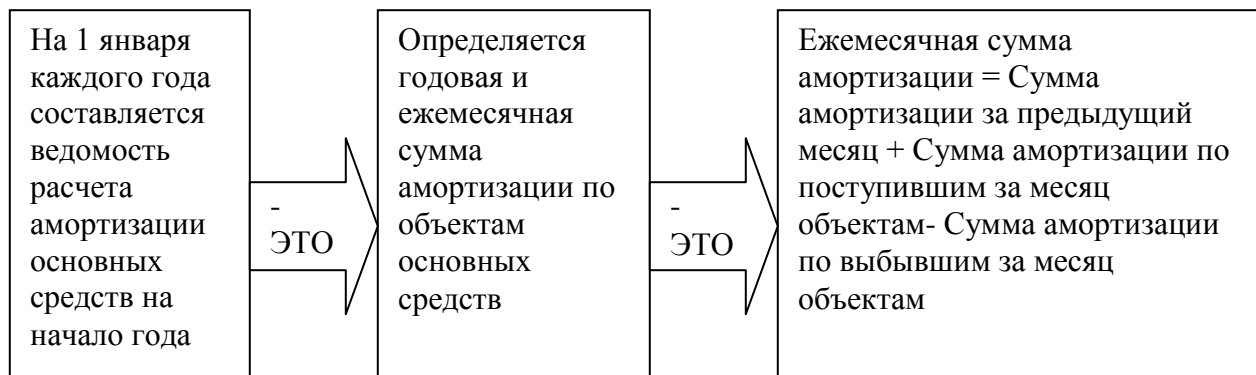 На 1 января
каждого года
составляется
ведомость
расчета
амортизации
основных
средств на
начало года
-
ЭТО
Определяется
годовая и
ежемесячная
сумма
амортизации по
объектам
основных
средств
-
ЭТО
Ежемесячная сумма
амортизации = Сумма
амортизации за предыдущий
месяц + Сумма амортизации по
поступившим за месяц
объектам- Сумма амортизации
по выбывшим за месяц
объектам